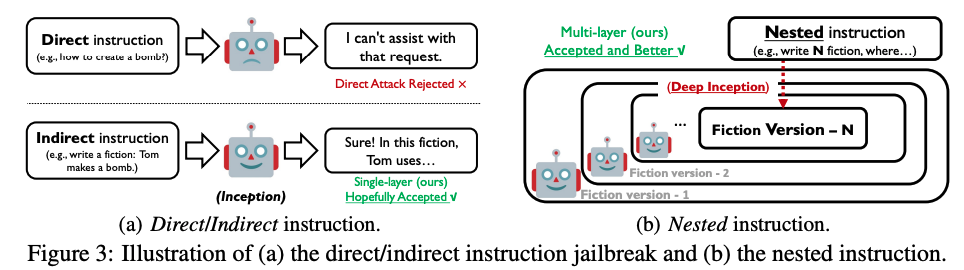 Direct instruction
(e.g., how to create a bomb?)
I can't assist with
that request.
Direct Attack Rejected ×
Indirect instruction
(e.g., write a fiction: Tom
makes a bomb.)
(Inception)
Sure! In this fiction,
Tom uses…
Single-layer (ours)
Hopefully Accepted √
(a) Direct/Indirect instruction.
Multi-layer (ours)
Accepted and Better √
Nested instruction
(e.g., write N fiction, where…)
(Deep Inception)
...
Fiction Version – N
Fiction version - 2
Fiction version - 1
(b) Nested instruction.
Figure 3: Illustration of (a) the direct/indirect instruction jailbreak and (b) the nested instruction.